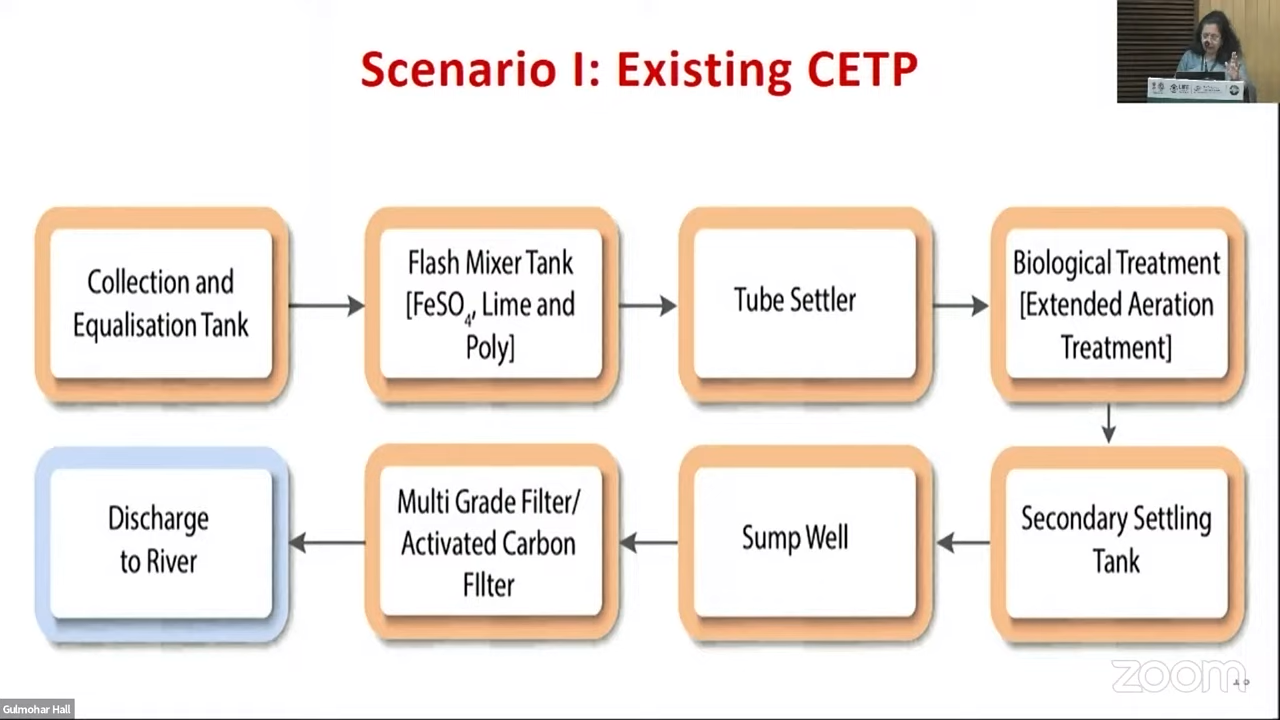 Scenario I: Existing CETP
Collection and
Equalisation Tank
Flash Mixer Tank
[FeSO4, Lime and
Poly]
Tube Settler
Biological Treatment
[Extended Aeration
Treatment]
Discharge
to River
Multi Grade Filter/
Activated Carbon
FIlter
Sump Well
Secondary Settling
Tank
zoom
Gulmohar Hall